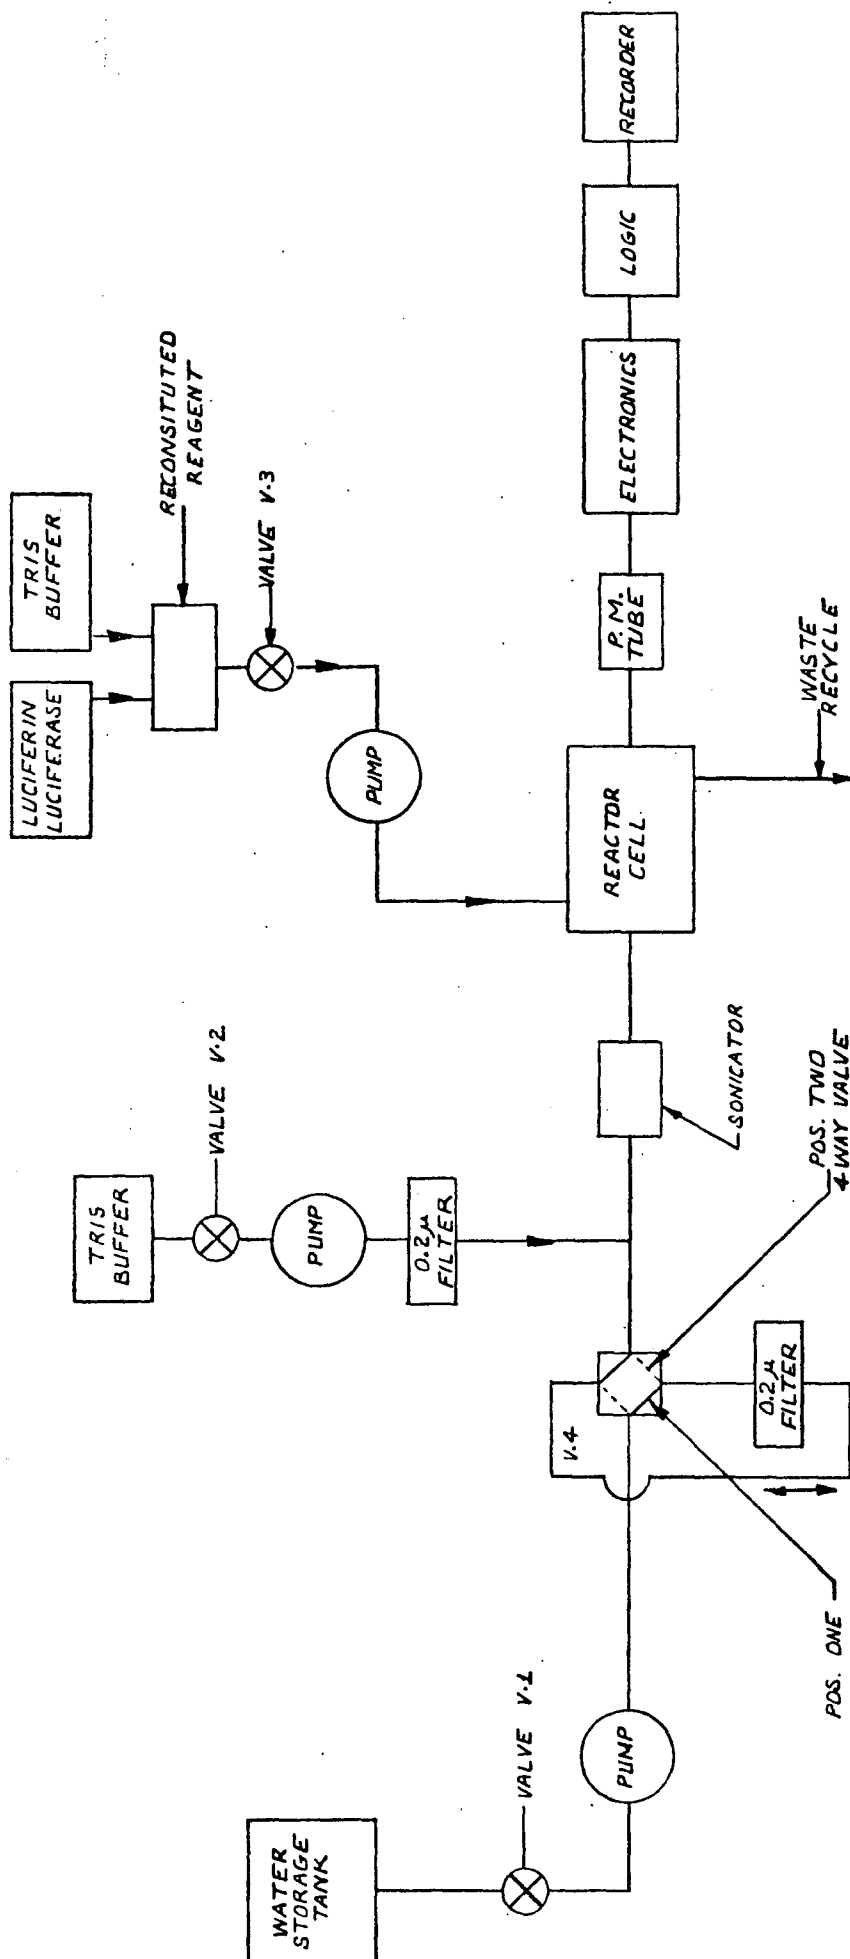 WATER
STORAGE
TANK
VALVE V.1
PUMP
POS. ONE
V.4
0.2 µ
FILTER
POS. TWO
4 WAY VALVE
TRIS
BUFFER
VALVE V.2
PUMP
0.2 µ
FILTER
SONICATOR
LUCIFERIN
LUCIFERASE
TRIS
BUFFER
RECONSITUTED
REAGENT
VALVE V.3
PUMP
REACTOR
CELL
WASTE
RECYCLE
P.M.
TUBE
ELECTRONICS
LOGIC
RECORDER